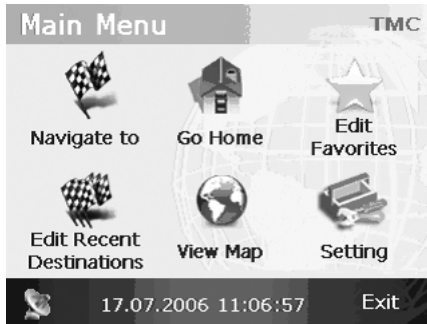 Main Menu
TMC
Navigate to
Go Home
Edit
Favorites
Edit Recent
Destinations
View Map
Setting
17.07.2006 11:06:57
Exit